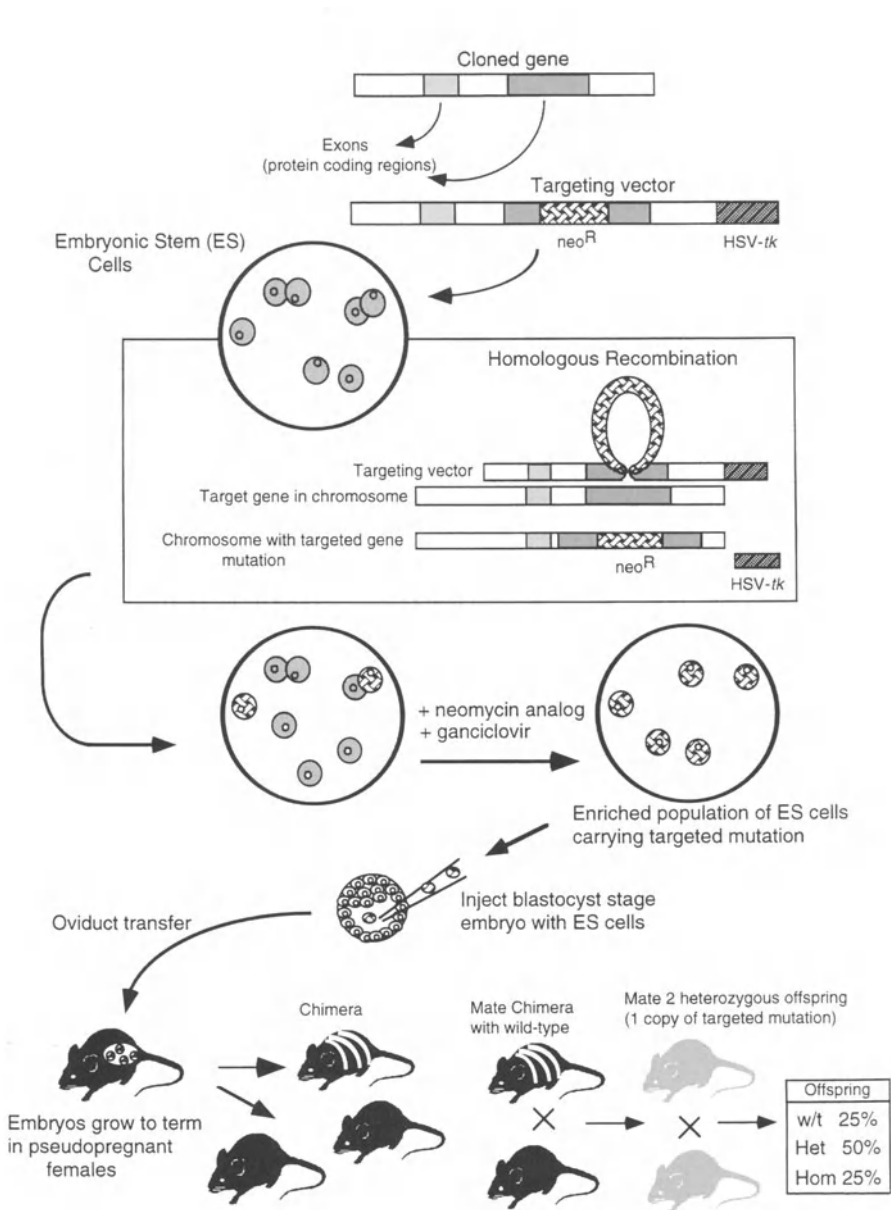 Cloned gene
Exons
(protein coding regions)
Targeting vector
neoR
HSV-tk
Embryonic Stem (ES)
Cells
Homologous Recombination
Targeting vector
Target gene in chromosome
Chromosome with targeted gene
mutation
neoR
HSV-tk
+ neomycin analog
+ ganciclovir
Enriched population of ES cells
carrying targeted mutation
Inject blastocyst stage
embryo with ES cells
Oviduct transfer
Chimera
Mate Chimera
with wild-type
Mate 2 heterozygous offspring
(1 copy of targeted mutation)
Embryos grow to term
in pseudopregnant
females
Offspring
w/t 25%
Het 50%
Hom 25%